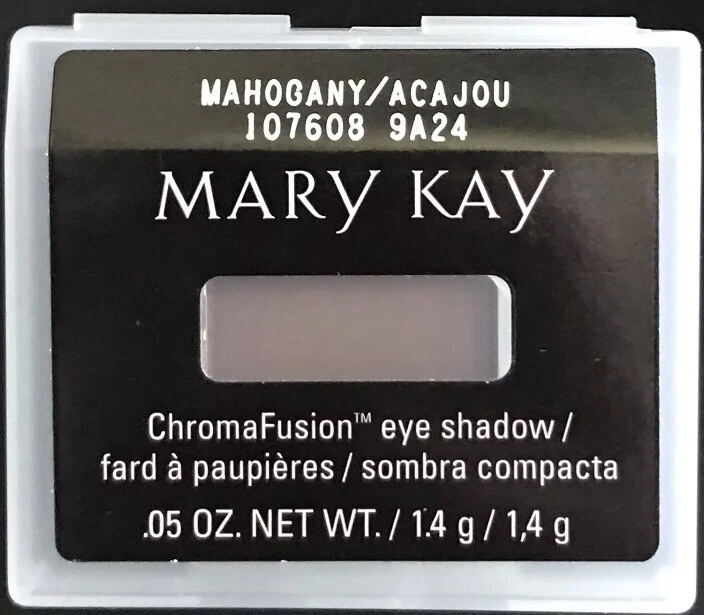 MAHOGANY/ACAJOU
107608 9A24
MARY KAY
ChromaFusion™ eye shadow /
fard à paupières / sombra compacta
.05 OZ. NET WT. / 1.4 g / 1,4 g